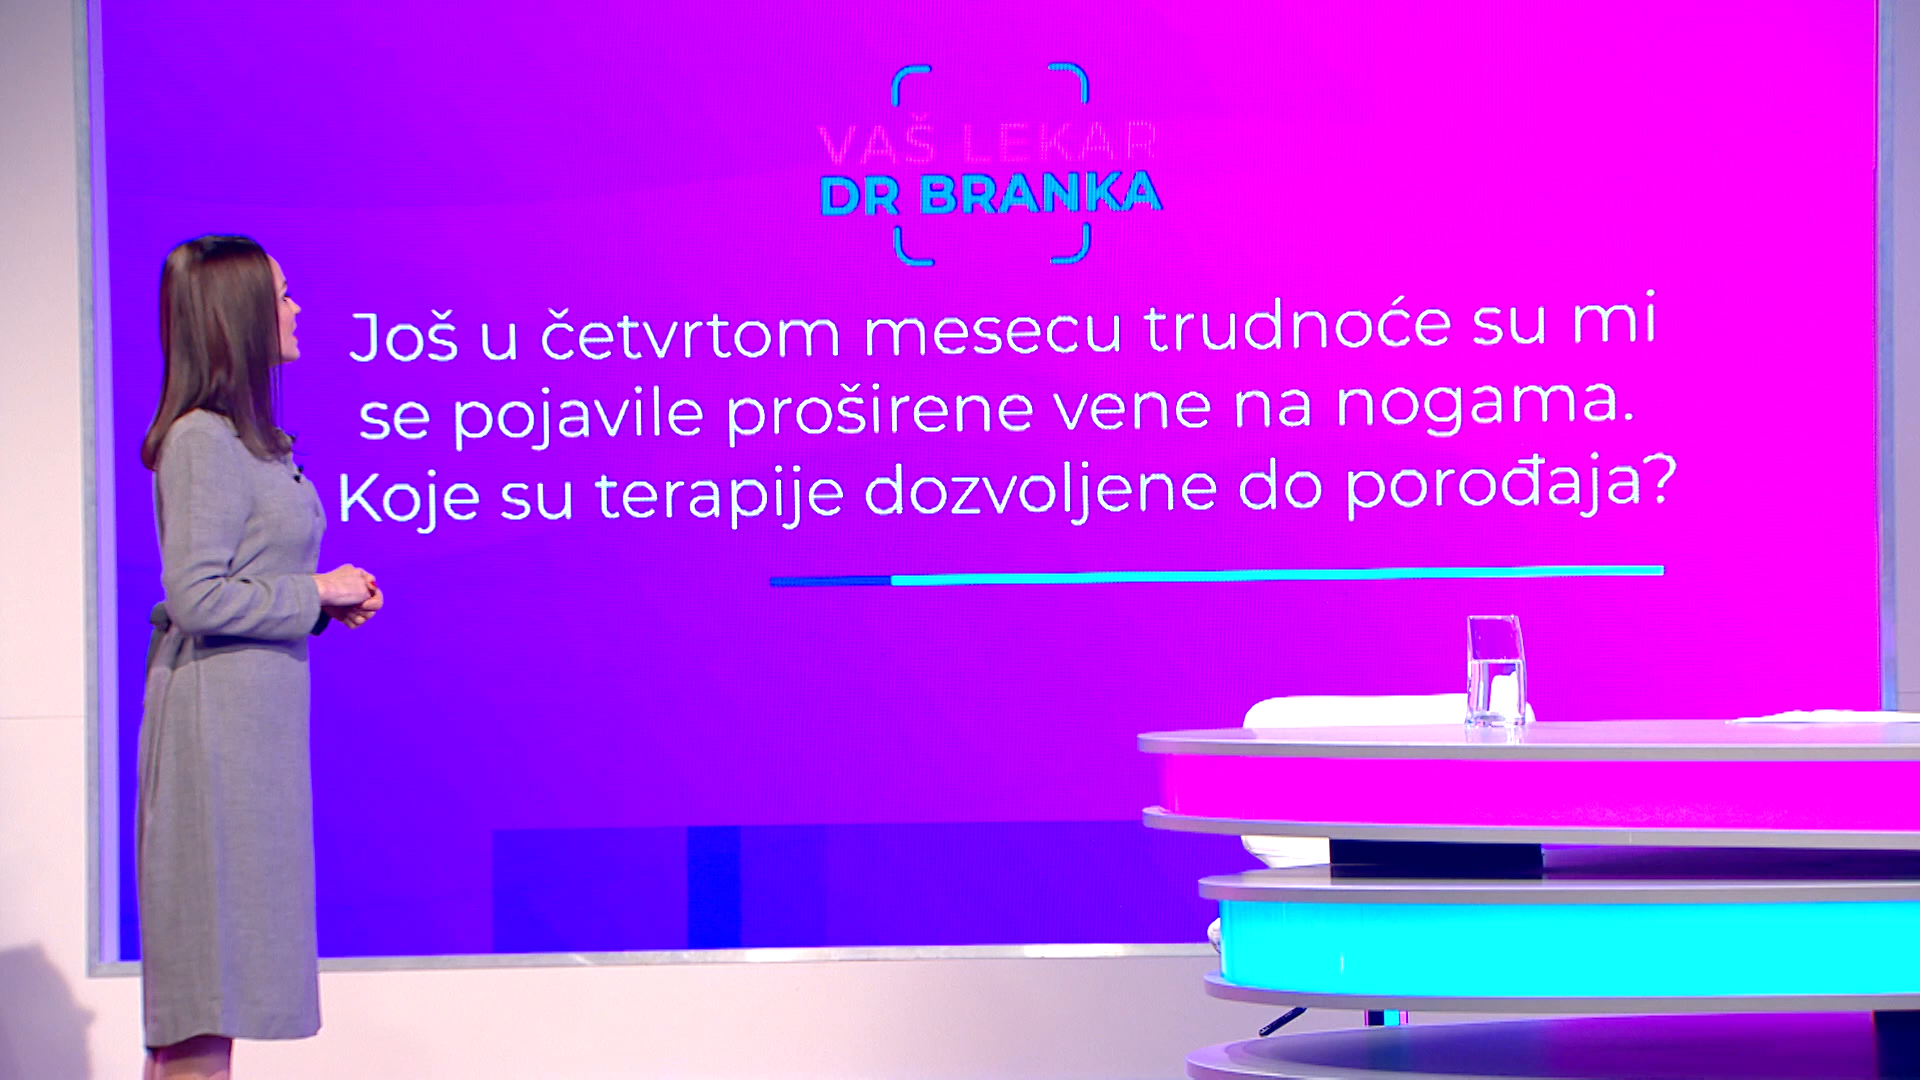 VAŠ LEKAR
DR BRANKA
Još u četvrtom mesecu trudnoće su mi
se pojavile proširene vene na nogama.
Koje su terapije dozvoljene do porođaja?